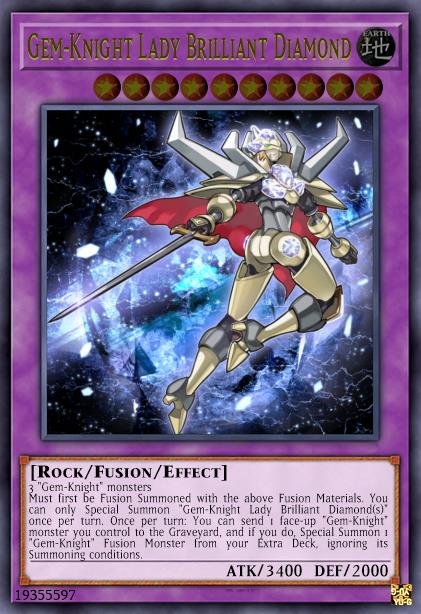 GEM-KNIGHT LADY BRILLIANT DIAMOND
EARTH
地
[ROCK/FUSION/EFFECT]
3 "Gem-Knight" monsters
Must first be Fusion Summoned with the above Fusion Materials. You
can only Special Summon "Gem-Knight Lady Brilliant Diamond(s)"
once per turn. Once per turn: You can send 1 face-up "Gem-Knight"
monster you control to the Graveyard, and if you do, Special Summon 1
"Gem-Knight" Fusion Monster from your Extra Deck, ignoring its
Summoning conditions.
ATK/3400 DEF/2000
19355597